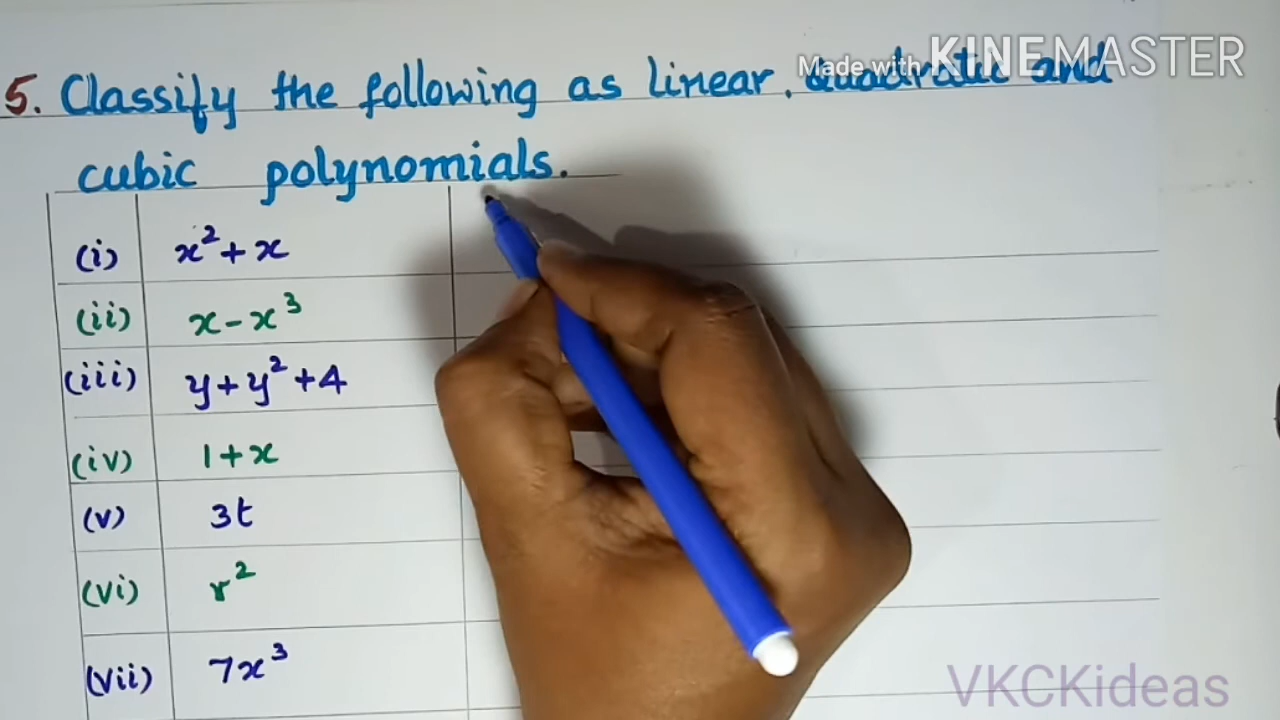 Made with KINEMASTER
5. Classify the following as linear, quadratic and
cubic polynomials.
(i) x² + x
(ii) x - x³
(iii) y + y² + 4
(iv) 1 + x
(v) 3t
(vi) r²
(vii) 7x³
VKCKideas